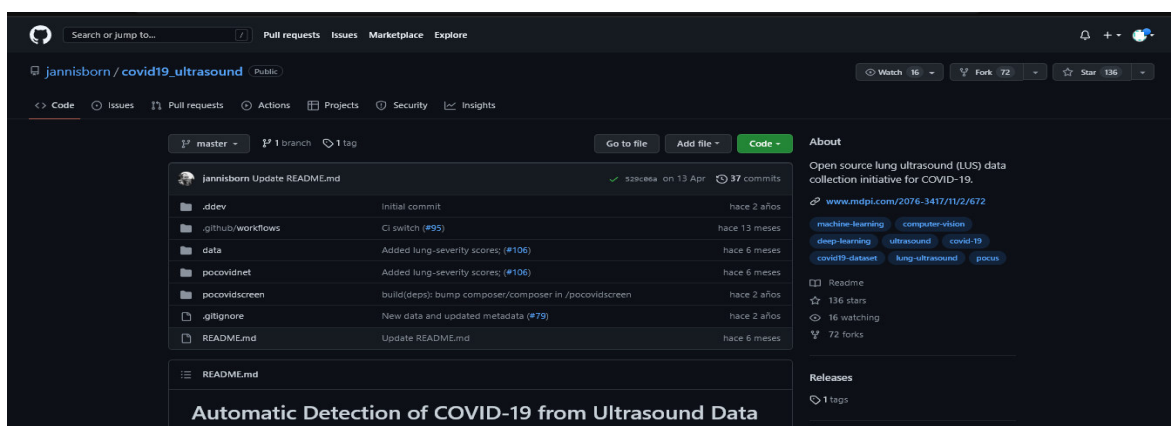 Search or jump to... / Pull requests Issues Marketplace Explore
jannisborn / covid19_ultrasound Public
Watch 16 Fork 72 Star 136
<> Code Issues Pull requests Actions Projects Security Insights
master 1 branch 1 tag Go to file Add file Code
jannisborn Update README.md 529c06a on 13 Apr 37 commits
.ddev Initial commit hace 2 años
.github/workflows Ci switch (#95) hace 13 meses
data Added lung-severity scores; (#106) hace 6 meses
pocovidnet Added lung-severity scores; (#106) hace 6 meses
pocovidscreen build(deps): bump composer/composer in /pocovidscreen hace 2 años
.gitignore New data and updated metadata (#79) hace 2 años
README.md Update README.md hace 6 meses
README.md
Automatic Detection of COVID-19 from Ultrasound Data
About
Open source lung ultrasound (LUS) data
collection initiative for COVID-19.
www.mdpi.com/2076-3417/11/2/672
machine-learning computer-vision
deep-learning ultrasound covid-19
covid19-dataset lung-ultrasound pocus
Readme
136 stars
16 watching
72 forks
Releases
1 tags